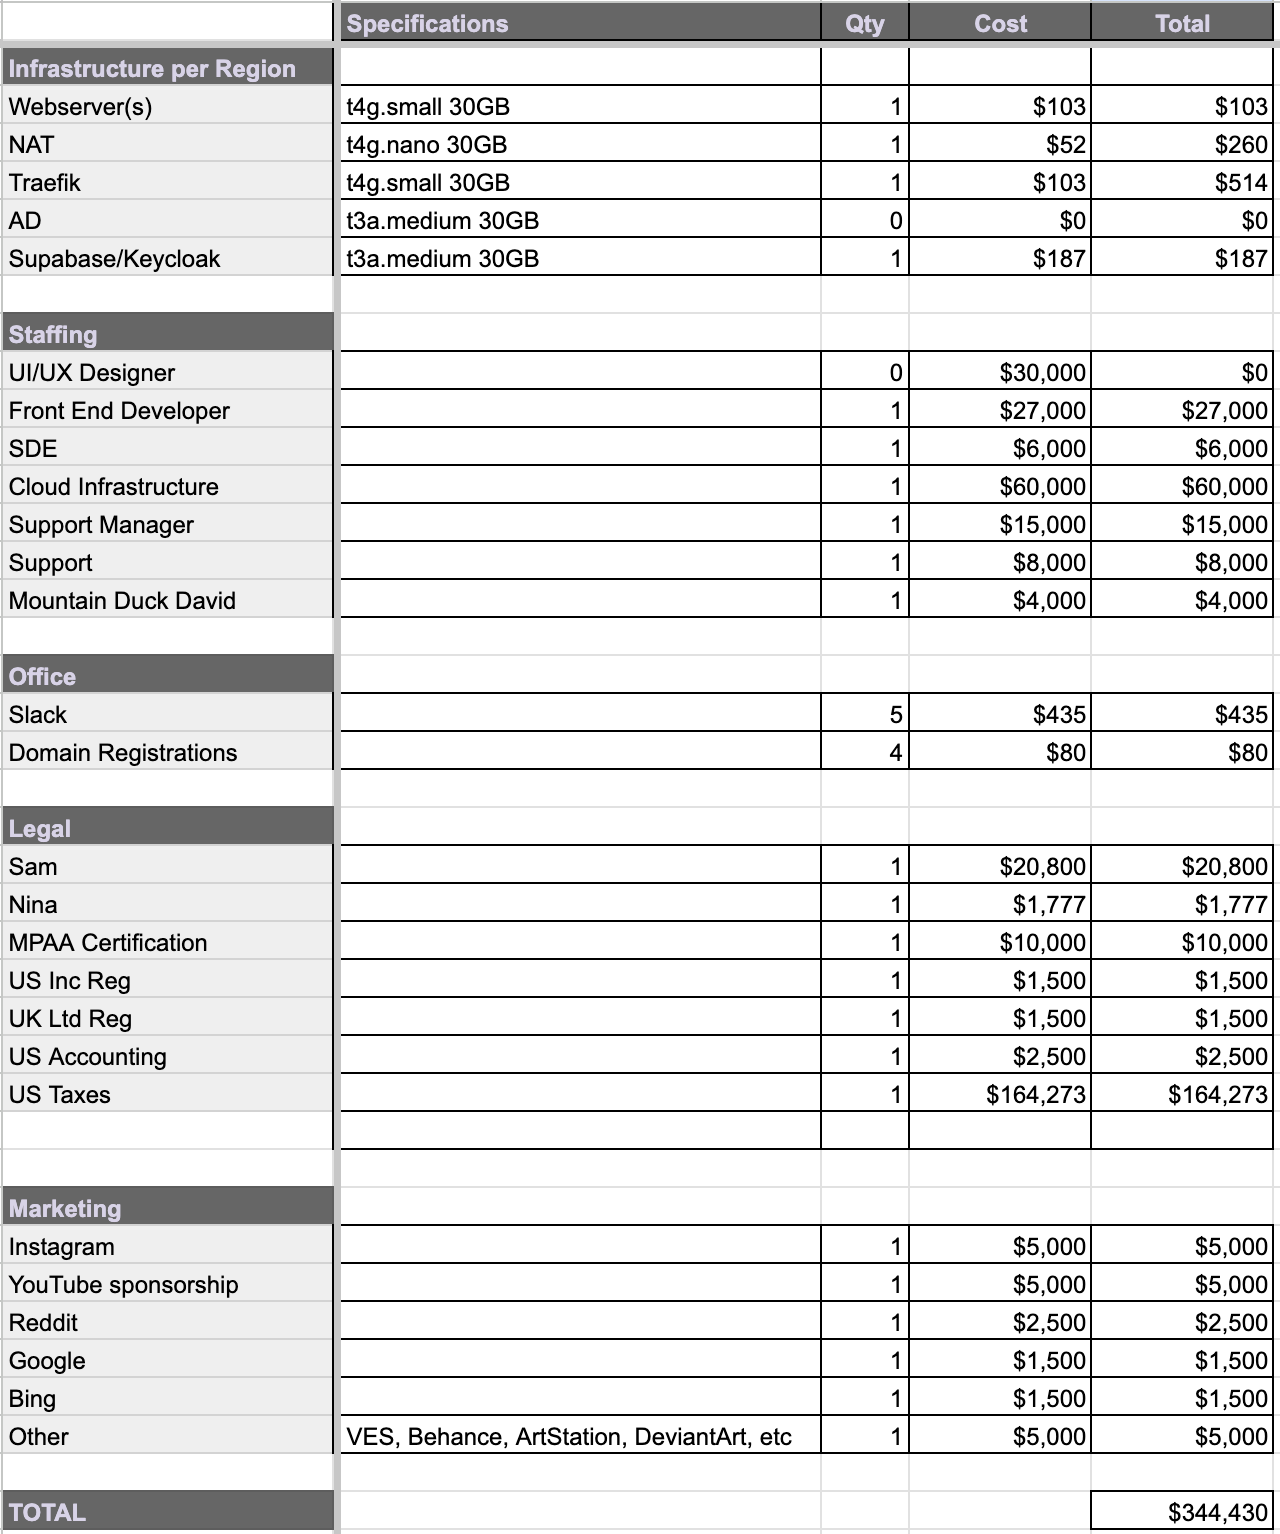 Specifications Qty Cost Total
Infrastructure per Region
Webserver(s) t4g.small 30GB 1 $103 $103
NAT t4g.nano 30GB 1 $52 $260
Traefik t4g.small 30GB 1 $103 $514
AD t3a.medium 30GB 0 $0 $0
Supabase/Keycloak t3a.medium 30GB 1 $187 $187
Staffing
UI/UX Designer 0 $30,000 $0
Front End Developer 1 $27,000 $27,000
SDE 1 $6,000 $6,000
Cloud Infrastructure 1 $60,000 $60,000
Support Manager 1 $15,000 $15,000
Support 1 $8,000 $8,000
Mountain Duck David 1 $4,000 $4,000
Office
Slack 5 $435 $435
Domain Registrations 4 $80 $80
Legal
Sam 1 $20,800 $20,800
Nina 1 $1,777 $1,777
MPAA Certification 1 $10,000 $10,000
US Inc Reg 1 $1,500 $1,500
UK Ltd Reg 1 $1,500 $1,500
US Accounting 1 $2,500 $2,500
US Taxes 1 $164,273 $164,273
Marketing
Instagram 1 $5,000 $5,000
YouTube sponsorship 1 $5,000 $5,000
Reddit 1 $2,500 $2,500
Google 1 $1,500 $1,500
Bing 1 $1,500 $1,500
Other VES, Behance, ArtStation, DeviantArt, etc 1 $5,000 $5,000
TOTAL $344,430